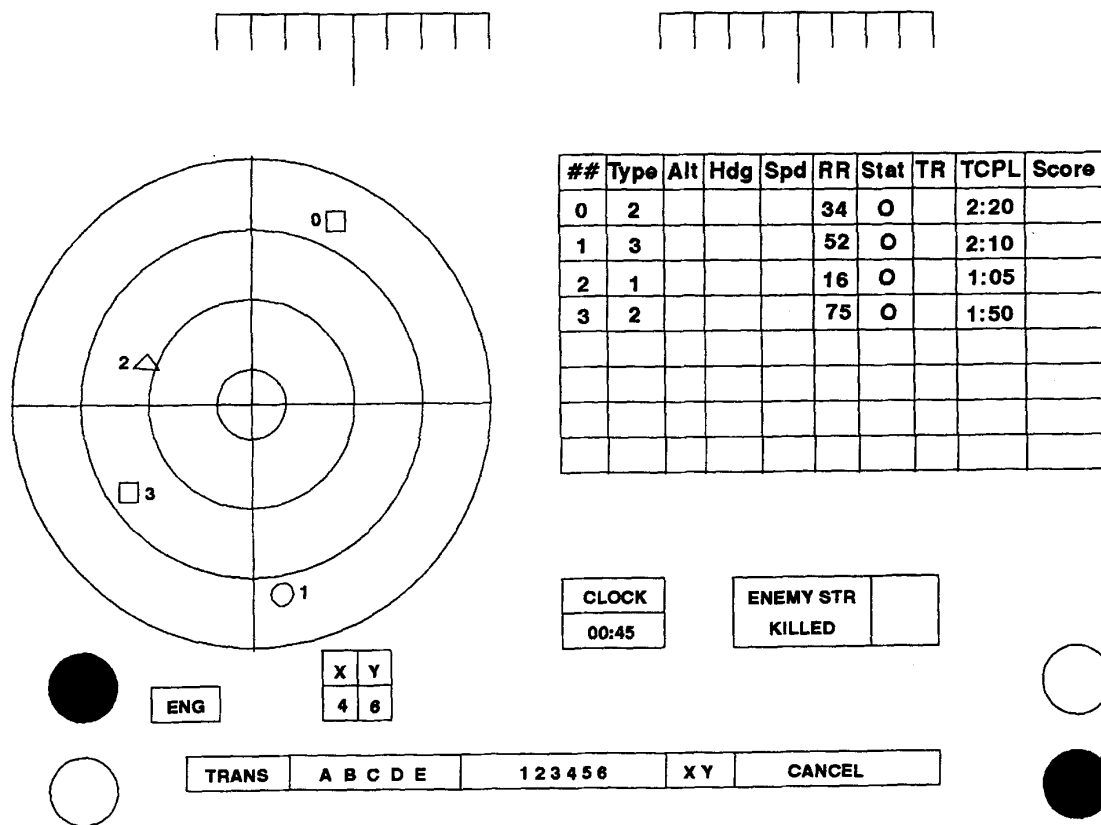 ## Type Alt Hdg Spd RR Stat TR TCPL Score
0 2 34 O 2:20
1 3 52 O 2:10
2 1 16 O 1:05
3 2 75 O 1:50
0
2
3
1
CLOCK
00:45
ENEMY STR
KILLED
X Y
4 6
ENG
TRANS A B C D E 1 2 3 4 5 6 X Y CANCEL